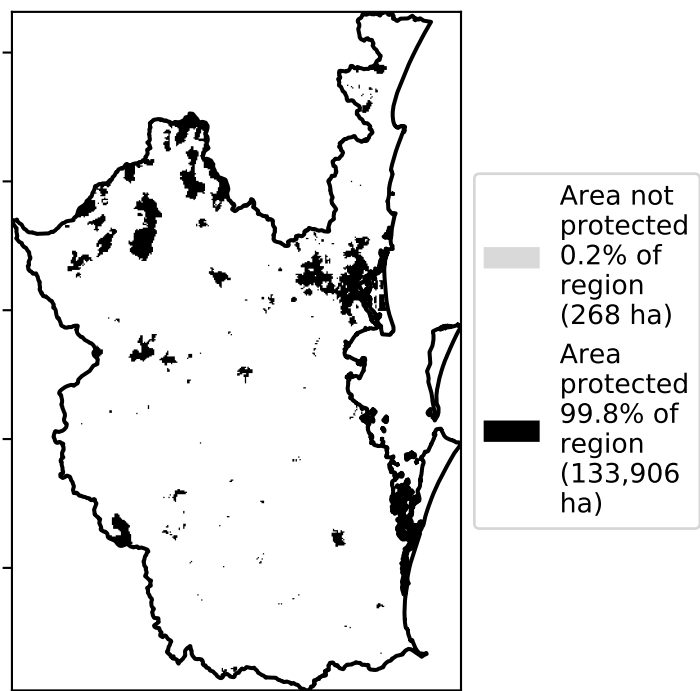 Area not
protected
0.2% of
region
(268 ha)
Area
protected
99.8% of
region
(133,906
ha)